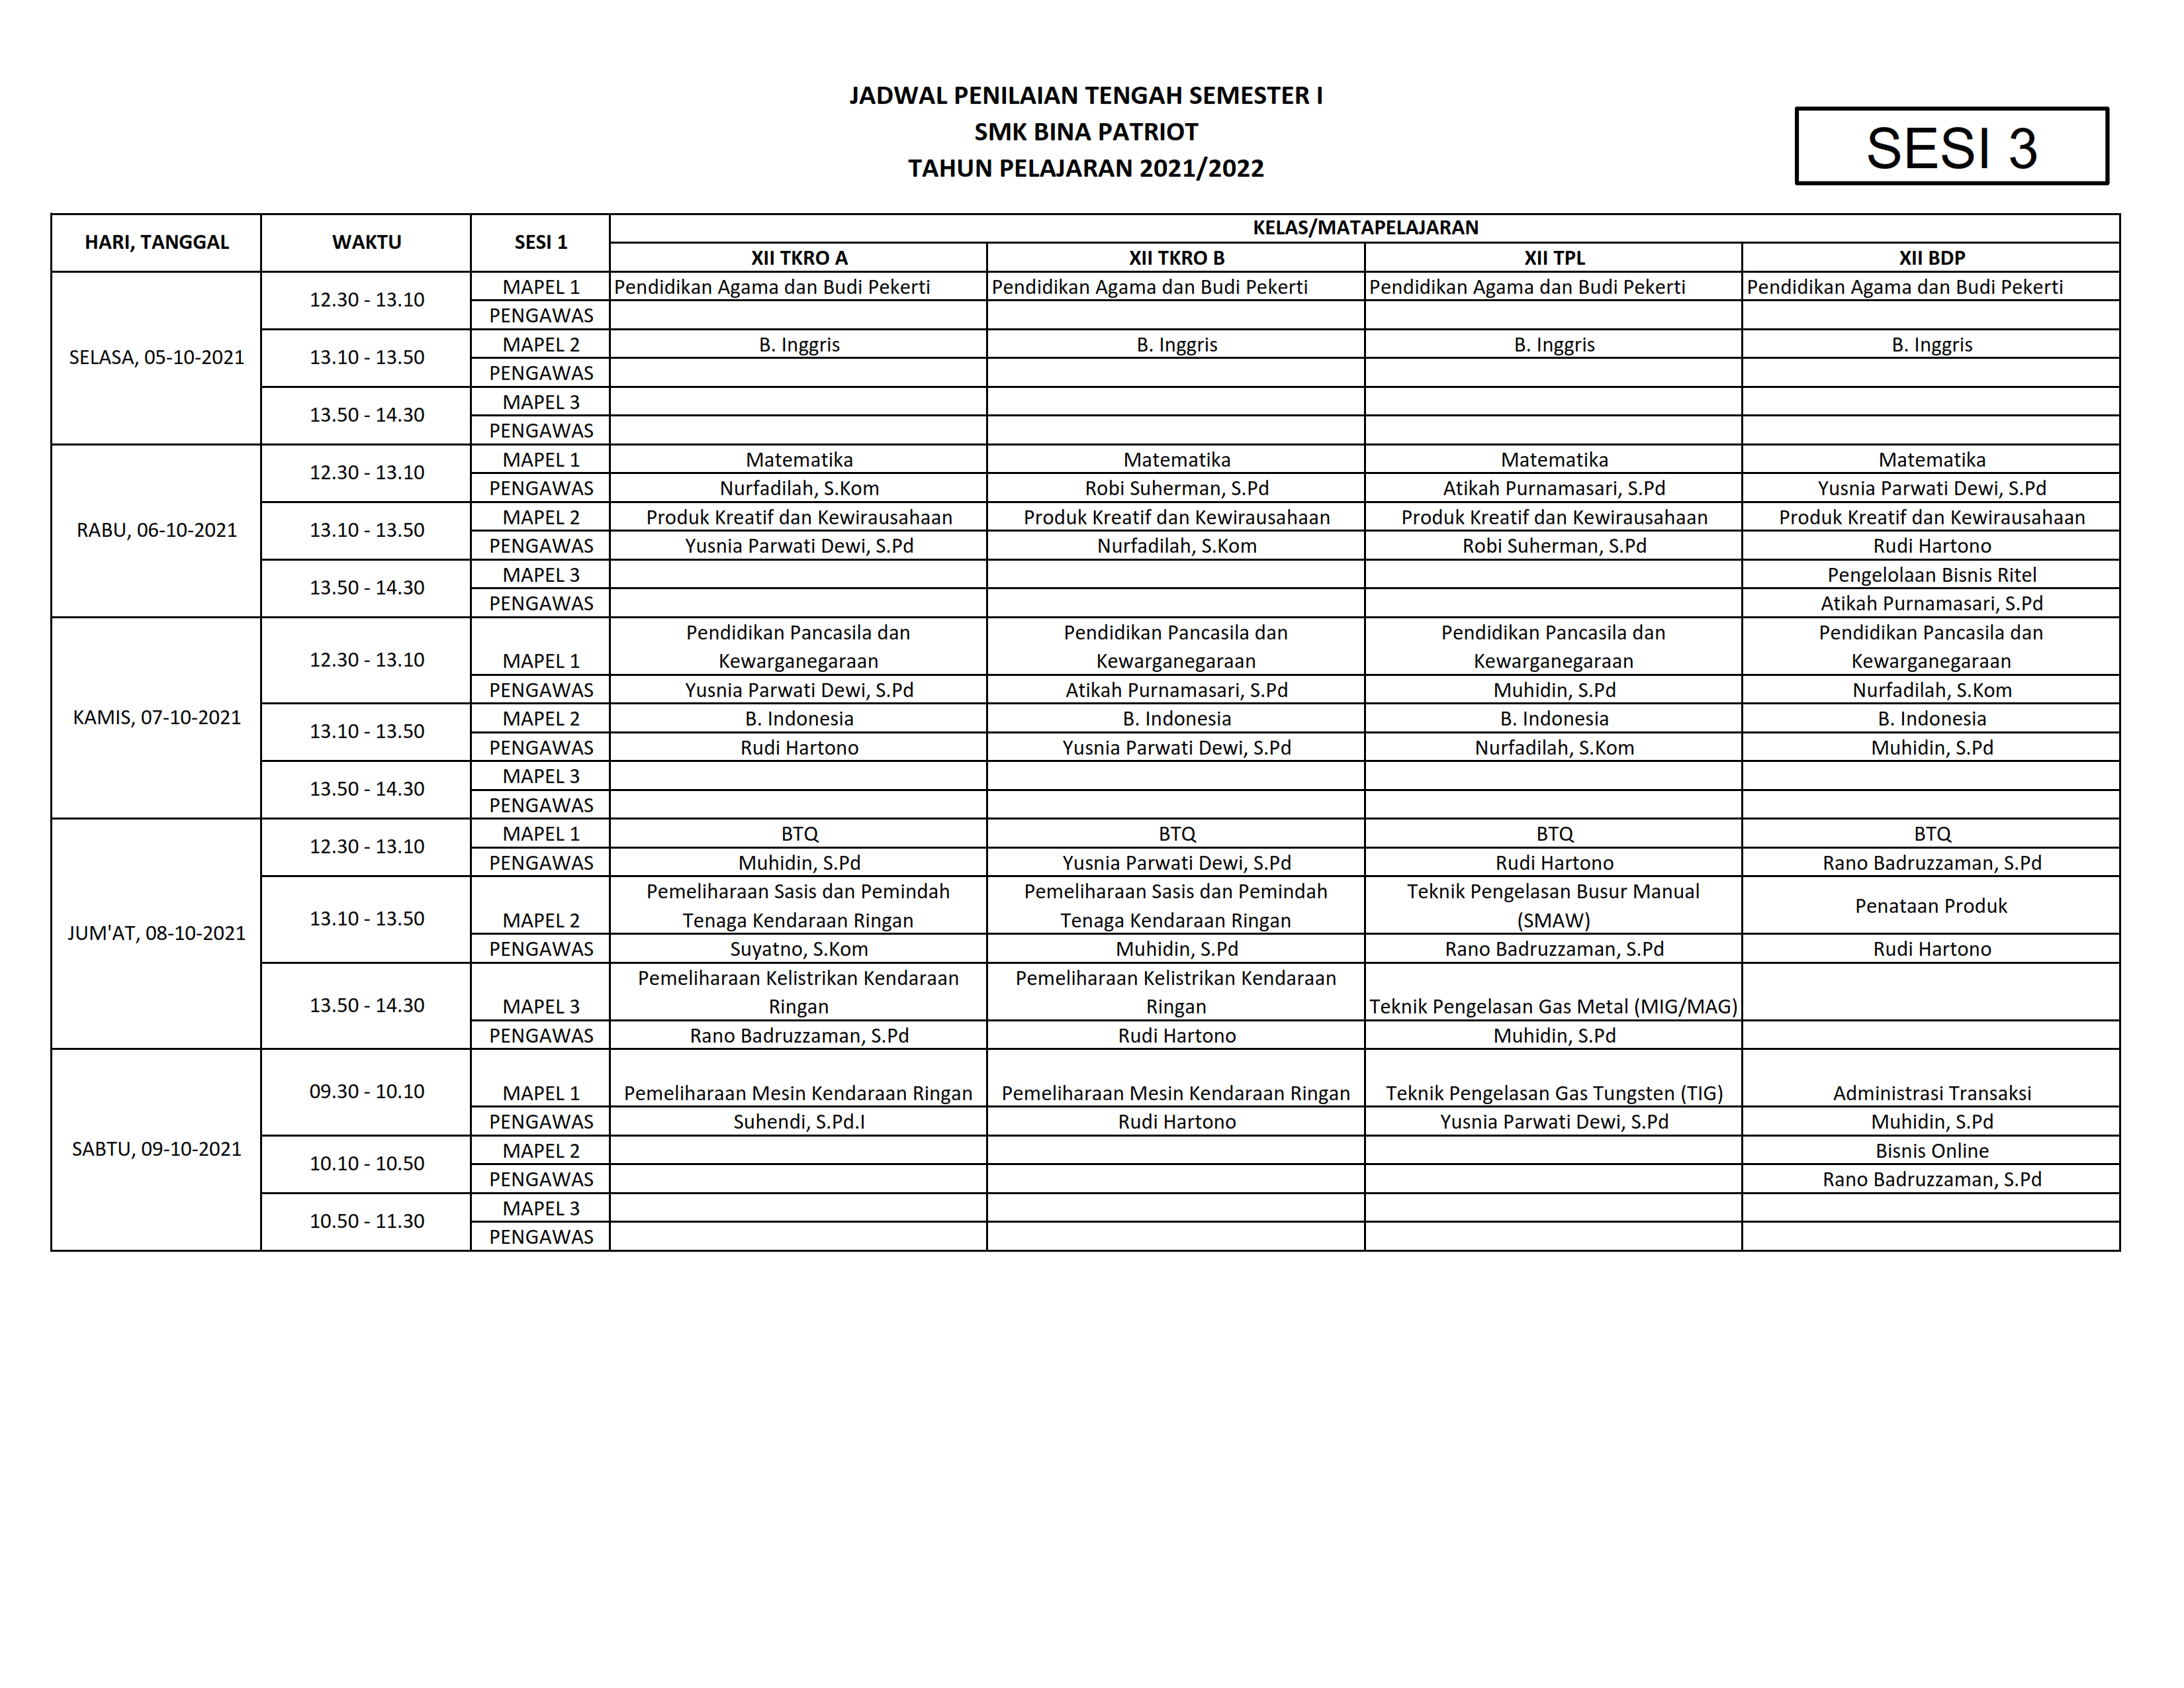 JADWAL PENILAIAN TENGAH SEMESTER I
SMK BINA PATRIOT
TAHUN PELAJARAN 2021/2022
SESI 3
HARI, TANGGAL WAKTU SESI 1 KELAS/MATAPELAJARAN
XII TKRO A XII TKRO B XII TPL XII BDP
SELASA, 05-10-2021
12.30 - 13.10
MAPEL 1 Pendidikan Agama dan Budi Pekerti Pendidikan Agama dan Budi Pekerti Pendidikan Agama dan Budi Pekerti Pendidikan Agama dan Budi Pekerti
PENGAWAS
13.10 - 13.50
MAPEL 2 B. Inggris B. Inggris B. Inggris B. Inggris
PENGAWAS
13.50 - 14.30
MAPEL 3
PENGAWAS
RABU, 06-10-2021
12.30 - 13.10
MAPEL 1 Matematika Matematika Matematika Matematika
PENGAWAS Nurfadilah, S.Kom Robi Suherman, S.Pd Atikah Purnamasari, S.Pd Yusnia Parwati Dewi, S.Pd
13.10 - 13.50
MAPEL 2 Produk Kreatif dan Kewirausahaan Produk Kreatif dan Kewirausahaan Produk Kreatif dan Kewirausahaan Produk Kreatif dan Kewirausahaan
PENGAWAS Yusnia Parwati Dewi, S.Pd Nurfadilah, S.Kom Robi Suherman, S.Pd Rudi Hartono
13.50 - 14.30
MAPEL 3 Pengelolaan Bisnis Ritel
PENGAWAS Atikah Purnamasari, S.Pd
KAMIS, 07-10-2021
12.30 - 13.10
Pendidikan Pancasila dan Pendidikan Pancasila dan Pendidikan Pancasila dan Pendidikan Pancasila dan
MAPEL 1 Kewarganegaraan Kewarganegaraan Kewarganegaraan Kewarganegaraan
PENGAWAS Yusnia Parwati Dewi, S.Pd Atikah Purnamasari, S.Pd Muhidin, S.Pd Nurfadilah, S.Kom
13.10 - 13.50
MAPEL 2 B. Indonesia B. Indonesia B. Indonesia B. Indonesia
PENGAWAS Rudi Hartono Yusnia Parwati Dewi, S.Pd Nurfadilah, S.Kom Muhidin, S.Pd
13.50 - 14.30
MAPEL 3
PENGAWAS
JUM'AT, 08-10-2021
12.30 - 13.10
MAPEL 1 BTQ BTQ BTQ BTQ
PENGAWAS Muhidin, S.Pd Yusnia Parwati Dewi, S.Pd Rudi Hartono Rano Badruzzaman, S.Pd
13.10 - 13.50
Pemeliharaan Sasis dan Pemindah Pemeliharaan Sasis dan Pemindah Teknik Pengelasan Busur Manual Penataan Produk
MAPEL 2 Tenaga Kendaraan Ringan Tenaga Kendaraan Ringan (SMAW)
PENGAWAS Suyatno, S.Kom Muhidin, S.Pd Rano Badruzzaman, S.Pd Rudi Hartono
13.50 - 14.30
Pemeliharaan Kelistrikan Kendaraan Pemeliharaan Kelistrikan Kendaraan
MAPEL 3 Ringan Ringan Teknik Pengelasan Gas Metal (MIG/MAG)
PENGAWAS Rano Badruzzaman, S.Pd Rudi Hartono Muhidin, S.Pd
SABTU, 09-10-2021
09.30 - 10.10
MAPEL 1 Pemeliharaan Mesin Kendaraan Ringan Pemeliharaan Mesin Kendaraan Ringan Teknik Pengelasan Gas Tungsten (TIG) Administrasi Transaksi
PENGAWAS Suhendi, S.Pd.I Rudi Hartono Yusnia Parwati Dewi, S.Pd Muhidin, S.Pd
10.10 - 10.50
MAPEL 2 Bisnis Online
PENGAWAS Rano Badruzzaman, S.Pd
10.50 - 11.30
MAPEL 3
PENGAWAS